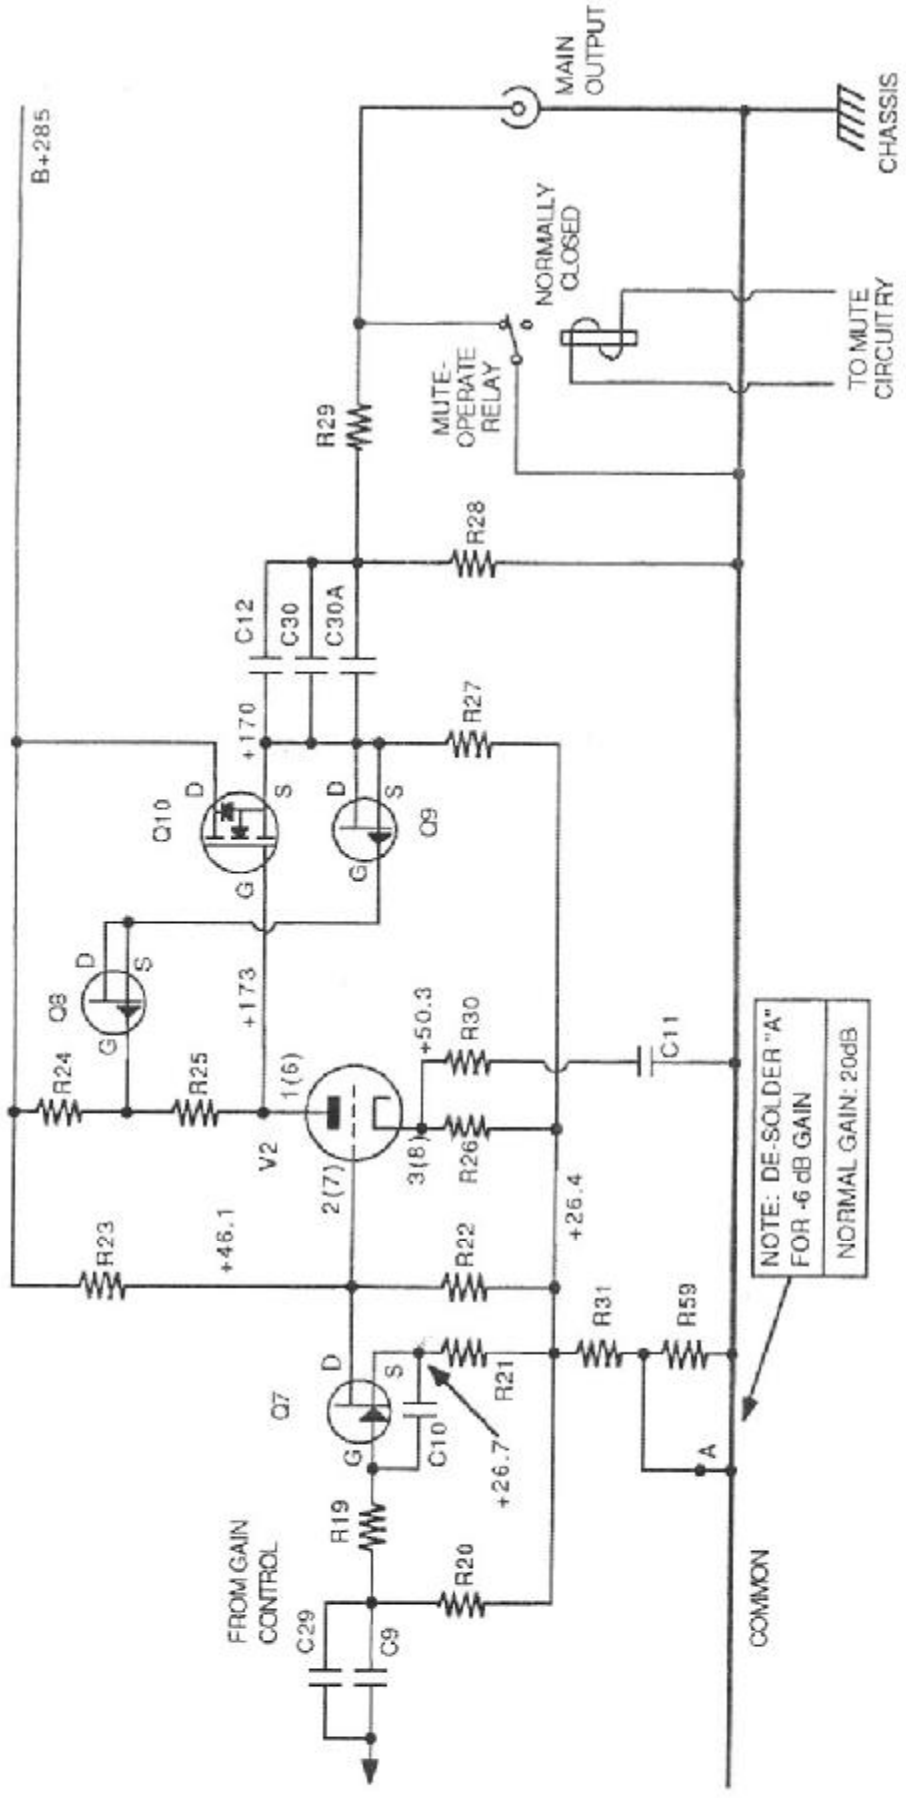 B+285
MAIN
OUTPUT
CHASSIS
NORMALLY
CLOSED
TO MUTE
CIRCUITRY
MUTE-
OPERATE
RELAY
R29
R28
C12
C30
C30A
+170
R27
Q10
D
S
G
D
S
Q9
G
Q8
D
S
G
+173
R24
R25
1(6)
V2
2(7)
3(8)
+50.3
R30
C11
R26
+26.4
R23
+46.1
R22
Q7
D
S
G
C10
R21
+26.7
R31
R59
A
NOTE: DE-SOLDER "A"
FOR -6 dB GAIN
NORMAL GAIN: 20dB
FROM GAIN
CONTROL
R19
R20
C29
C9
COMMON